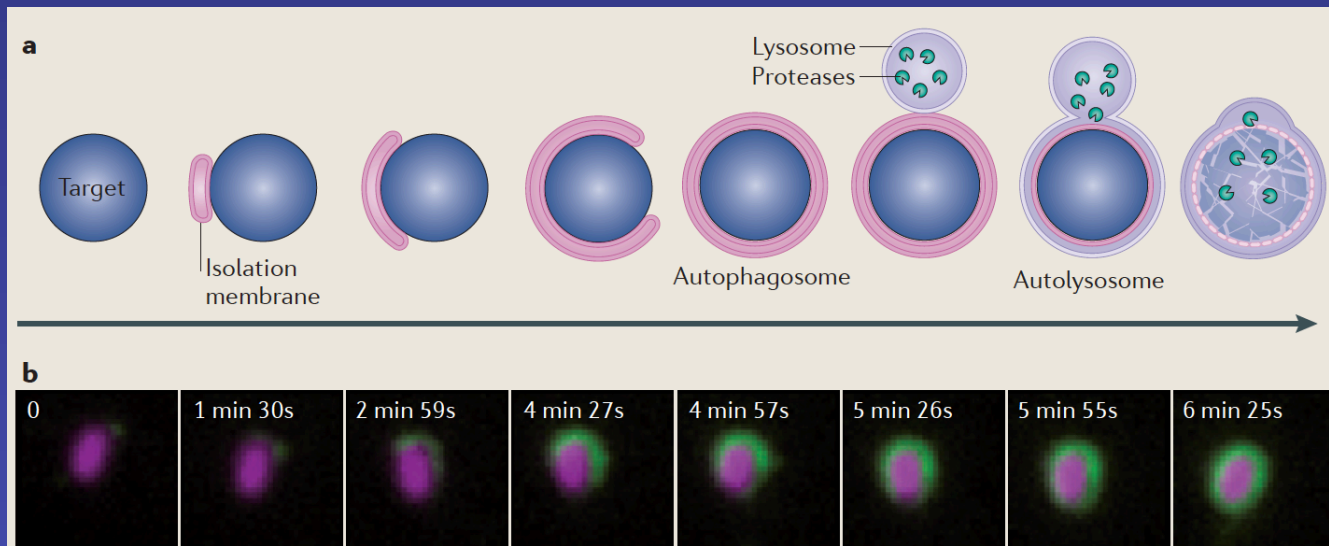 a
Lysosome
Proteases
Target
Isolation
membrane
Autophagosome
Autolysosome
b
0
1 min 30s
2 min 59s
4 min 27s
4 min 57s
5 min 26s
5 min 55s
6 min 25s